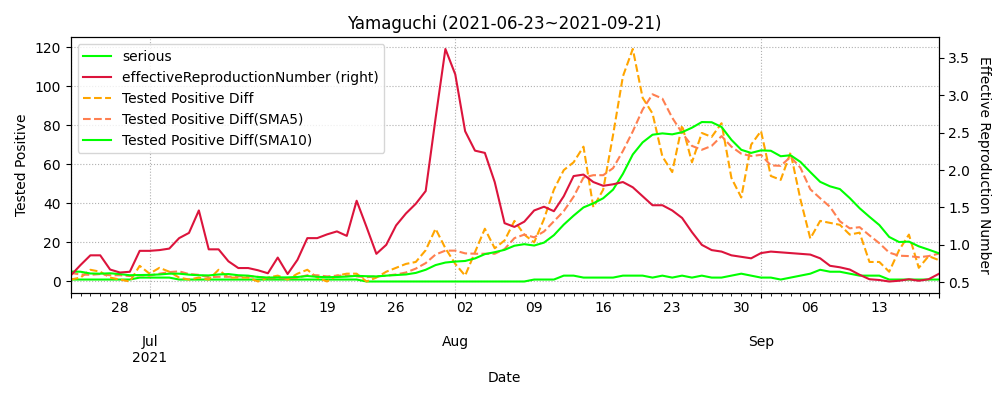 Yamaguchi (2021-06-23~2021-09-21)
serious
effectiveReproductionNumber (right)
Tested Positive Diff
Tested Positive Diff(SMA5)
Tested Positive Diff(SMA10)
Tested Positive
120
100
80
60
40
20
0
3.5
3.0
2.5
2.0
1.5
1.0
0.5
Effective Reproduction Number
28 05 12 19 26 02 09 16 23 30 06 13
Jul Aug Sep
2021
Date